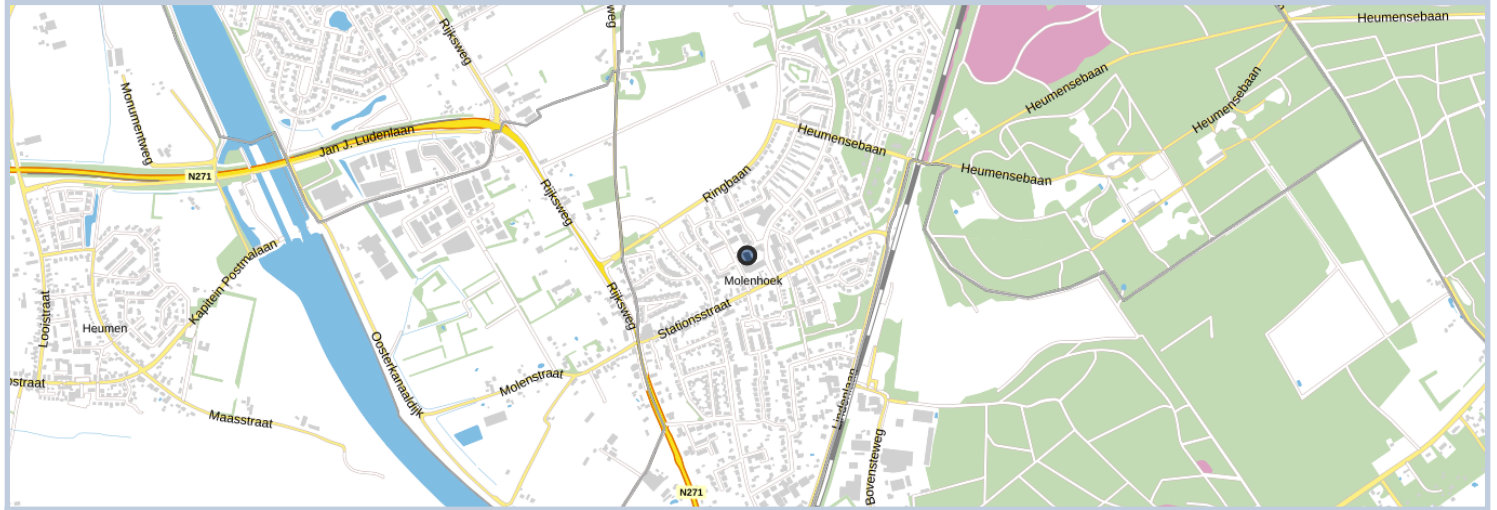 Heumensebaan
Rijksweg
weg
Heumensebaan
Heumensebaan
Monumentweg
Jan J. Ludenlaan
Heumensebaan
N271
Heumensebaan
Ringbaan
Rijksweg
Kapitein Postmalaan
Molenhoek
Rijksweg
Looistraat
Heumen
Stationsstraat
Oosterkanaaldijk
ostraat
Molenstraat
Lindenlaan
Maasstraat
Bovensteweg
N271